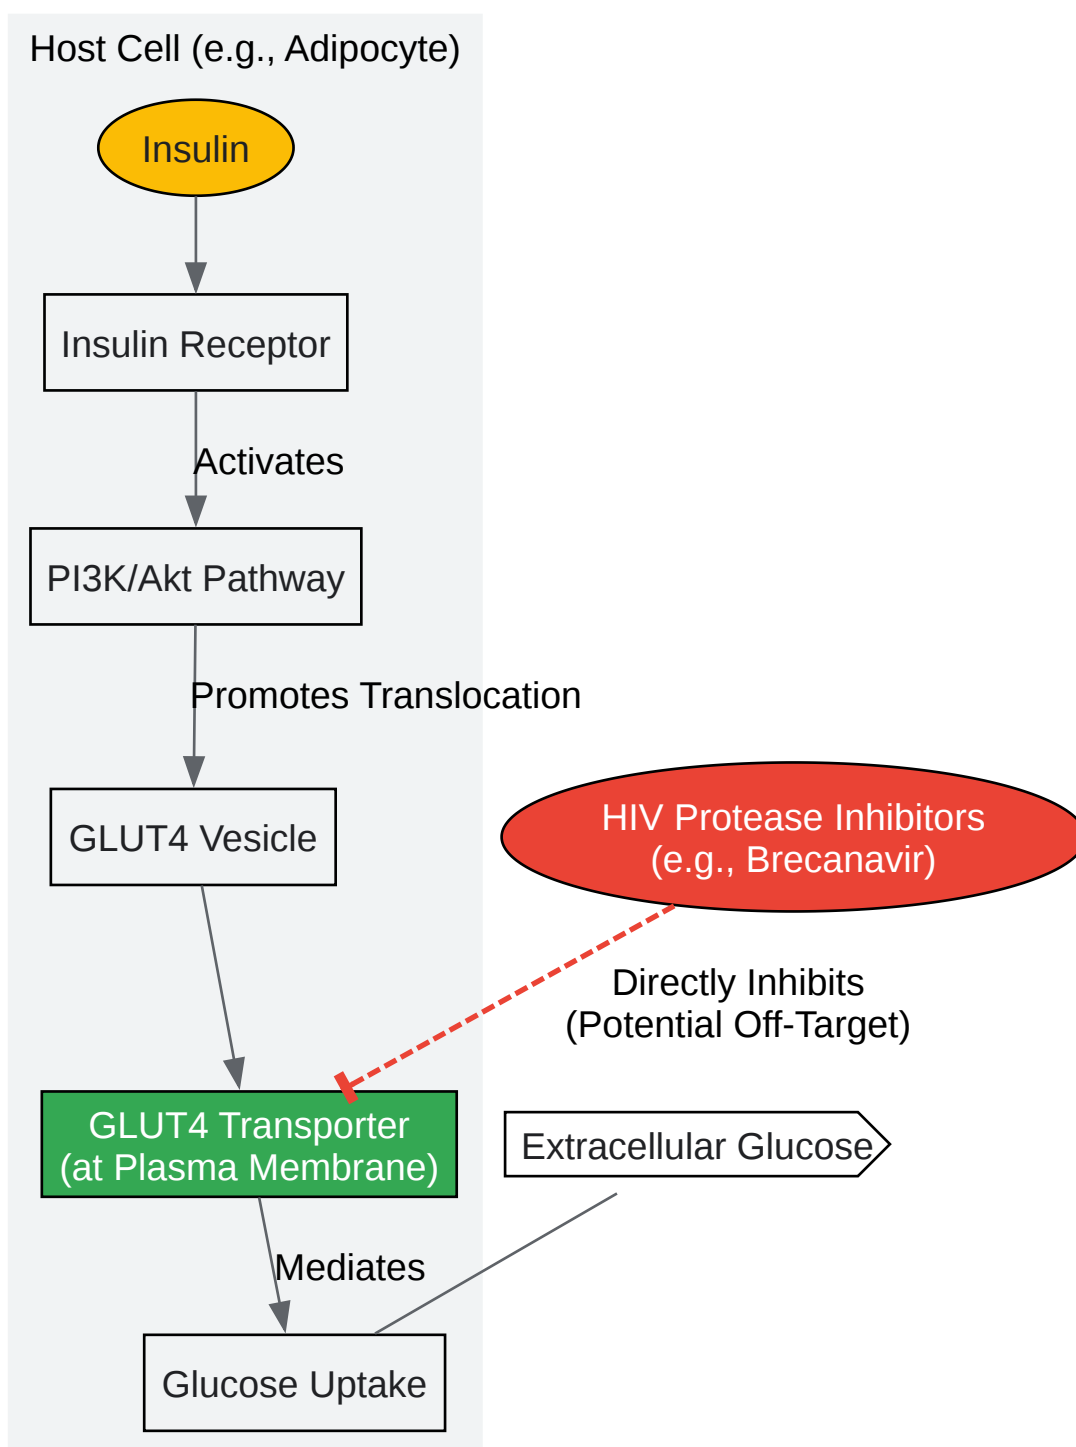 Host Cell (e.g., Adipocyte)
Insulin
Insulin Receptor
Activates
PI3K/Akt Pathway
Promotes Translocation
GLUT4 Vesicle
HIV Protease Inhibitors
(e.g., Brecanavir)
Directly Inhibits
(Potential Off-Target)
GLUT4 Transporter
(at Plasma Membrane)
Extracellular Glucose
Mediates
Glucose Uptake